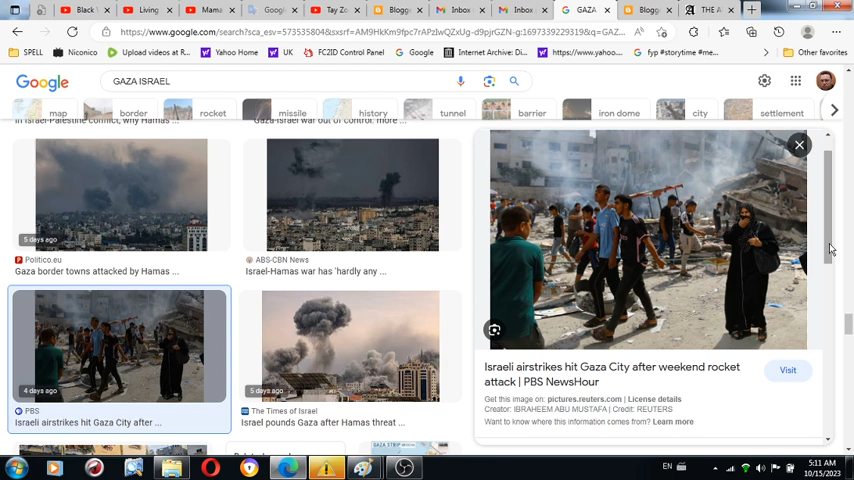 Black
Living
Mama
Google
Tay Zo
Blogge
Inbox
Inbox
GAZA
Blogge
THE A
https://www.google.com/search?sca_esv=573535804&sxsrf=AM9HkKm9fpc7rAPzIwQZxUg-d9pjrGZN-g:1697339229319&q=GAZ...
SPELL
Niconico
Upload videos at R...
Yahoo Home
UK
FC2ID Control Panel
Google
Internet Archive: Di...
https://www.yahoo....
fyp #storytime #me...
Other favorites
Google
GAZA ISRAEL
map
border
rocket
missile
history
tunnel
barrier
iron dome
city
settlement
In Israel-Palestine conflict, why Hamas ...
Gaza-Israel war out of control: more ...
5 days ago
Politico.eu
Gaza border towns attacked by Hamas ...
ABS-CBN News
Israel-Hamas war has 'hardly any ...
4 days ago
PBS
Israeli airstrikes hit Gaza City after ...
5 days ago
The Times of Israel
Israel pounds Gaza after Hamas threat ...
GAZA STRIP
Israeli airstrikes hit Gaza City after weekend rocket
attack | PBS NewsHour
Visit
Get this image on: pictures.reuters.com | License details
Creator: IBRAHEEM ABU MUSTAFA | Credit: REUTERS
Want to know where this information comes from? Learn more
EN
5:11 AM
10/15/2023